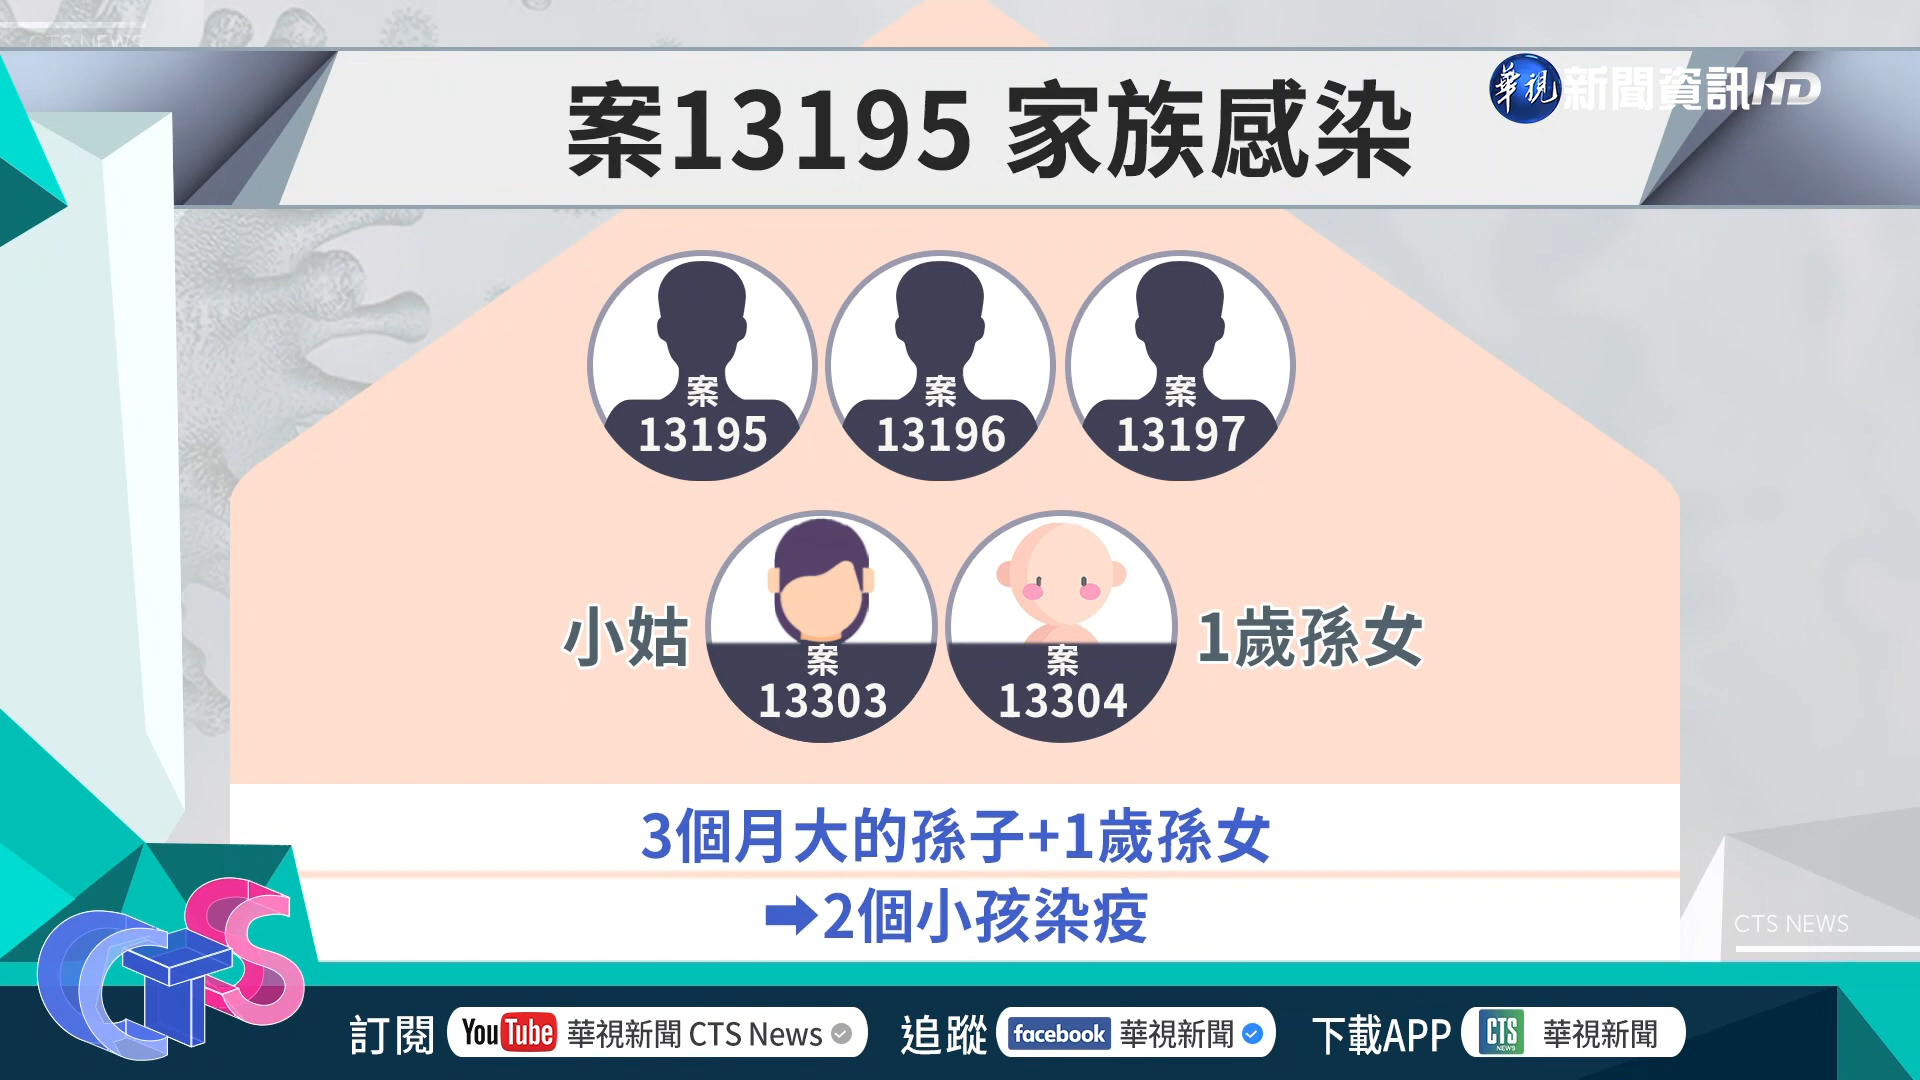 CTS NEWS
案13195 家族感染
華視 新聞資訊HD
案 案 案
13195 13196 13197
小姑 1歲孫女
案 案
13303 13304
3個月大的孫子+1歲孫女
➡2個小孩染疫
CTS NEWS
CTS
訂閱 YouTube 華視新聞 CTS News 追蹤 facebook 華視新聞 下載APP CTS NEWS 華視新聞